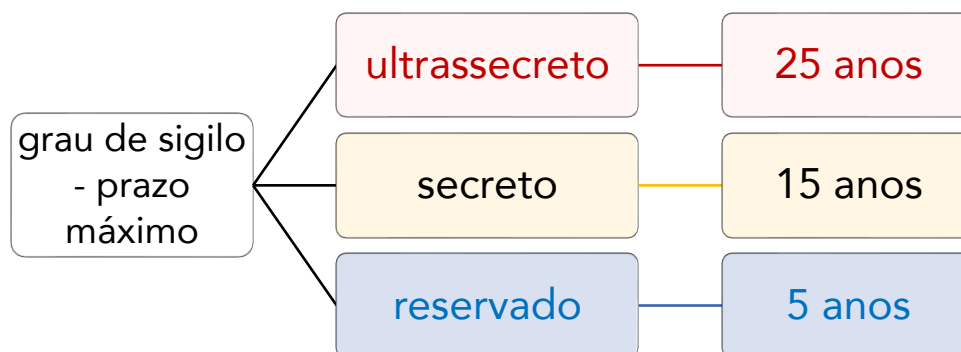 grau de sigilo
- prazo
máximo
ultrassecreto
25 anos
secreto
15 anos
reservado
5 anos